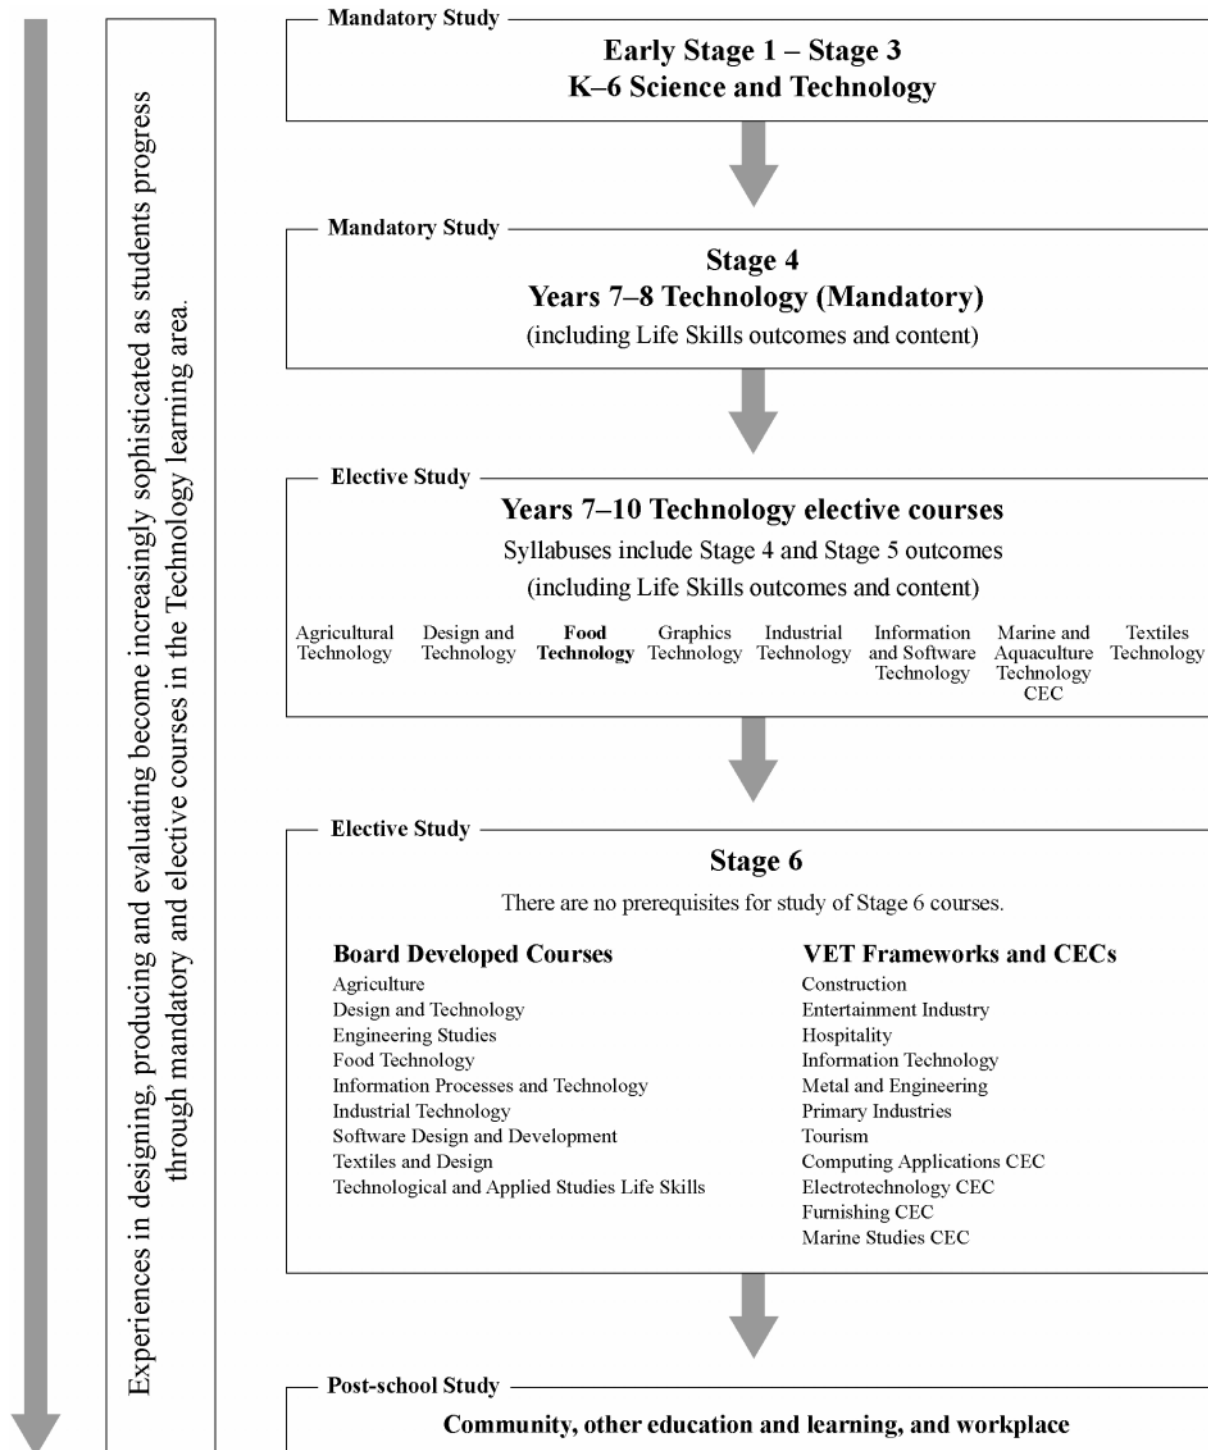 Experiences in designing, producing and evaluating become increasingly sophisticated as students progress
through mandatory and elective courses in the Technology learning area.
Mandatory Study
Early Stage 1 – Stage 3
K–6 Science and Technology
Mandatory Study
Stage 4
Years 7–8 Technology (Mandatory)
(including Life Skills outcomes and content)
Elective Study
Years 7–10 Technology elective courses
Syllabuses include Stage 4 and Stage 5 outcomes
(including Life Skills outcomes and content)
Agricultural
Technology
Design and
Technology
Food
Technology
Graphics
Technology
Industrial
Technology
Information
and Software
Technology
Marine and
Aquaculture
Technology
CEC
Textiles
Technology
Elective Study
Stage 6
There are no prerequisites for study of Stage 6 courses.
Board Developed Courses
Agriculture
Design and Technology
Engineering Studies
Food Technology
Information Processes and Technology
Industrial Technology
Software Design and Development
Textiles and Design
Technological and Applied Studies Life Skills
VET Frameworks and CECs
Construction
Entertainment Industry
Hospitality
Information Technology
Metal and Engineering
Primary Industries
Tourism
Computing Applications CEC
Electrotechnology CEC
Furnishing CEC
Marine Studies CEC
Post-school Study
Community, other education and learning, and workplace